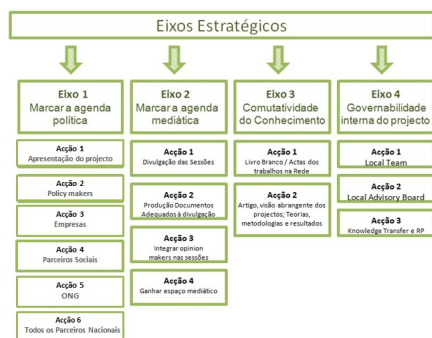 Eixos Estratégicos
Eixo 1
Marcar a agenda
política
Acção 1
Apresentação do projecto
Acção 2
Policy makers
Acção 3
Empresas
Acção 4
Parceiros Sociais
Acção 5
ONG
Acção 6
Todos os Parceiros Nacionais
Eixo 2
Marcar a agenda
mediática
Acção 1
Divulgação das Sessões
Acção 2
Produção Documentos
Adequados à divulgação
Acção 3
Integrar opinion
makers nas sessões
Acção 4
Ganhar espaço mediático
Eixo 3
Comutatividade
do Conhecimento
Acção 1
Livro Branco / Actas dos
trabalhos na Rede
Acção 2
Artigo, visão abrangente dos
projectos; Teorias,
metodologias e resultados
Eixo 4
Governabilidade
interna do projecto
Acção 1
Local Team
Acção 2
Local Advisory Board
Acção 3
Knowledge Transfer e RP